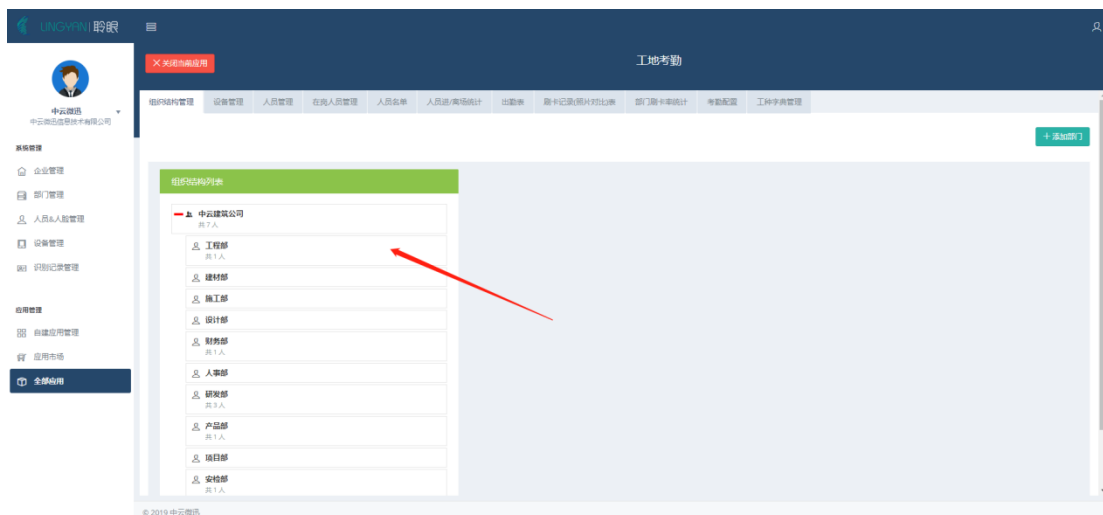 LINGYAN | 聆眼
× 关闭当前应用
工地考勤
中云微迅
中云微迅信息技术有限公司
系统管理
企业管理
部门管理
人员&人脸管理
设备管理
识别记录管理
应用管理
自建应用管理
应用市场
全部应用
组织结构管理 设备管理 人员管理 在岗人员管理 人员名单 人员进/离场统计 出勤表 刷卡记录(照片对比)表 部门刷卡率统计 考勤配置 工种字典管理
+ 添加部门
组织结构列表
中云建筑公司
共 7 人
工程部
共 1 人
建材部
施工部
设计部
财务部
共 1 人
人事部
研发部
共 3 人
产品部
共 1 人
项目部
安检部
共 1 人
© 2019 中云微迅